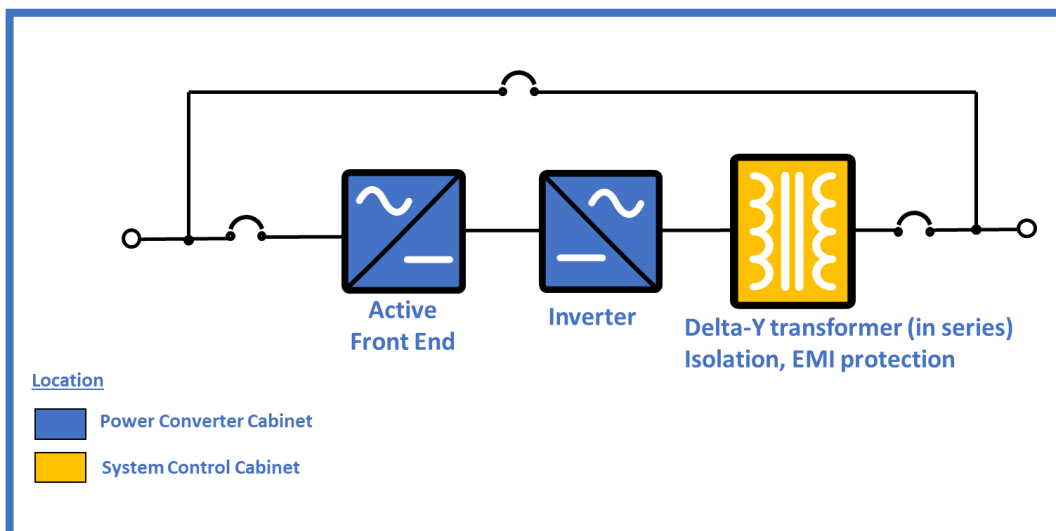 Active
Front End
Inverter
Delta-Y transformer (in series)
Isolation, EMI protection
Location
Power Converter Cabinet
System Control Cabinet